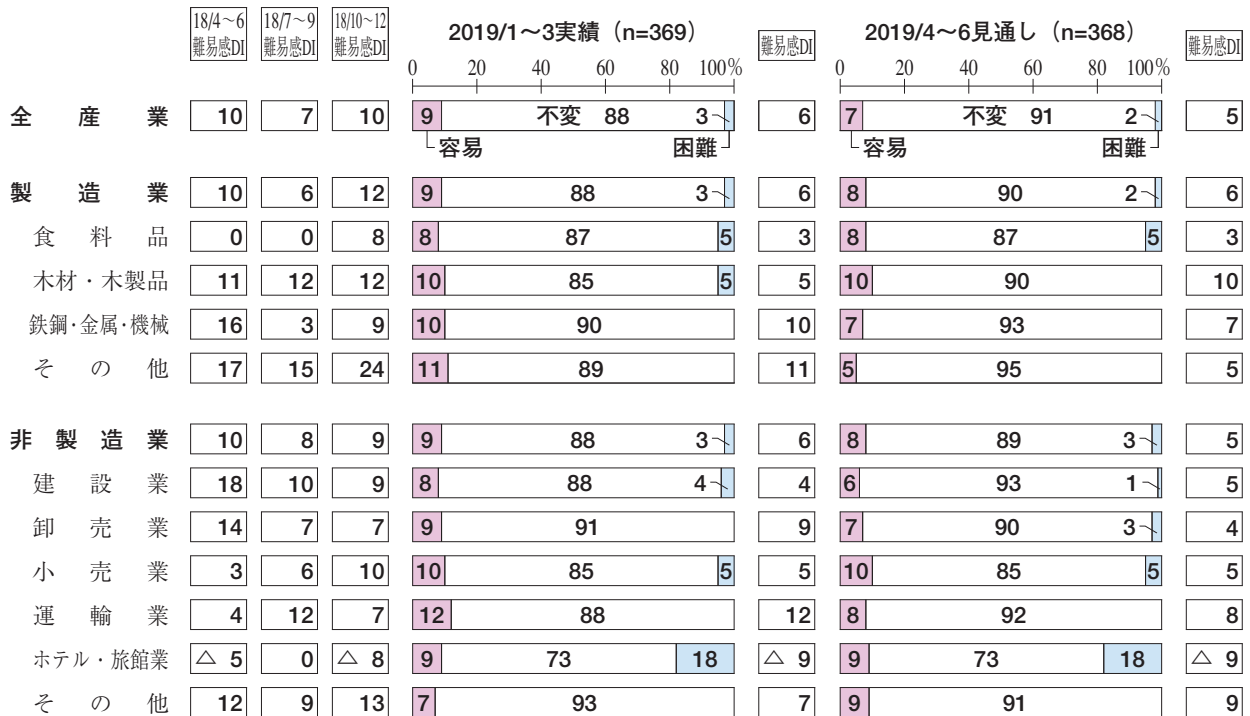 18/4～6 18/7～9 18/10～12 2019/1～3実績（n=369） 2019/4～6見通し（n=368）
難易感DI 難易感DI 難易感DI 難易感DI 難易感DI
0 20 40 60 80 100% 0 20 40 60 80 100%
全産業 10 7 10 9 不変 88 3 6 7 不変 91 2 5
容易 困難 容易 困難
製造業 10 6 12 9 88 3 6 8 90 2 6
食料品 0 0 8 8 87 5 3 8 87 5 3
木材・木製品 11 12 12 10 85 5 5 10 90 10
鉄鋼・金属・機械 16 3 9 10 90 10 7 93 7
その他 17 15 24 11 89 11 5 95 5
非製造業 10 8 9 9 88 3 6 8 89 3 5
建設業 18 10 9 8 88 4 4 6 93 1 5
卸売業 14 7 7 9 91 9 7 90 3 4
小売業 3 6 10 10 85 5 5 10 85 5 5
運輸業 4 12 7 12 88 12 8 92 8
ホテル・旅館業 △ 5 0 △ 8 9 73 18 △ 9 9 73 18 △ 9
その他 12 9 13 7 93 7 9 91 9